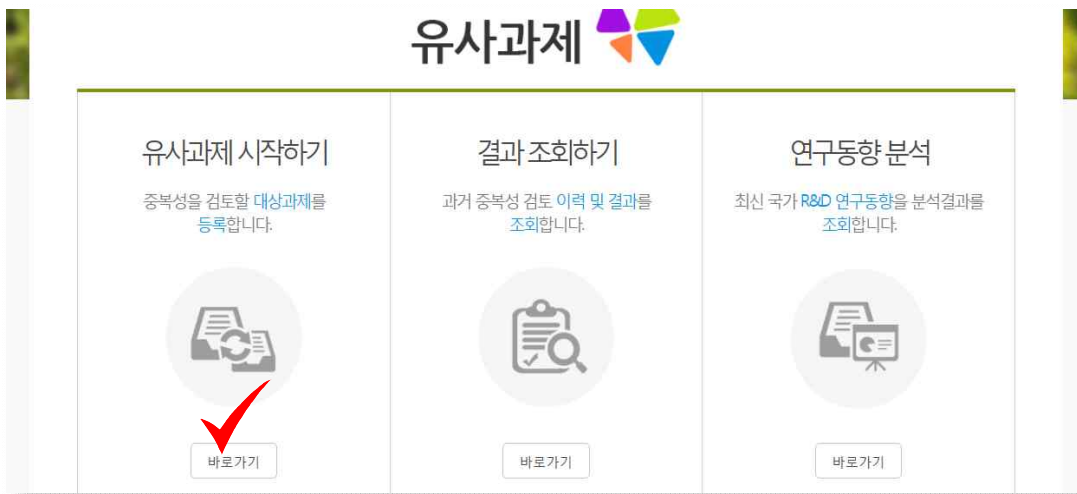 유사과제
유사과제 시작하기
중복성을 검토할 대상과제를
등록합니다.
바로가기
결과 조회하기
과거 중복성 검토 이력 및 결과를
조회합니다.
바로가기
연구동향 분석
최신 국가 R&D 연구동향을 분석결과를
조회합니다.
바로가기